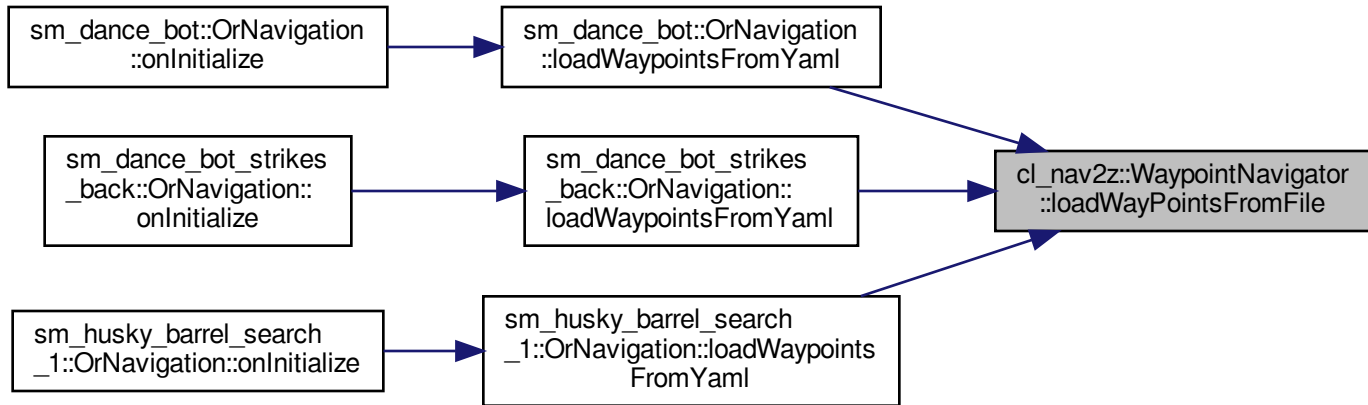 sm_dance_bot::OrNavigation
::onInitialize
sm_dance_bot::OrNavigation
::loadWaypointsFromYaml
sm_dance_bot_strikes
_back::OrNavigation::
onInitialize
sm_dance_bot_strikes
_back::OrNavigation::
loadWaypointsFromYaml
cl_nav2z::WaypointNavigator
::loadWayPointsFromFile
sm_husky_barrel_search
_1::OrNavigation::onInitialize
sm_husky_barrel_search
_1::OrNavigation::loadWaypoints
FromYaml